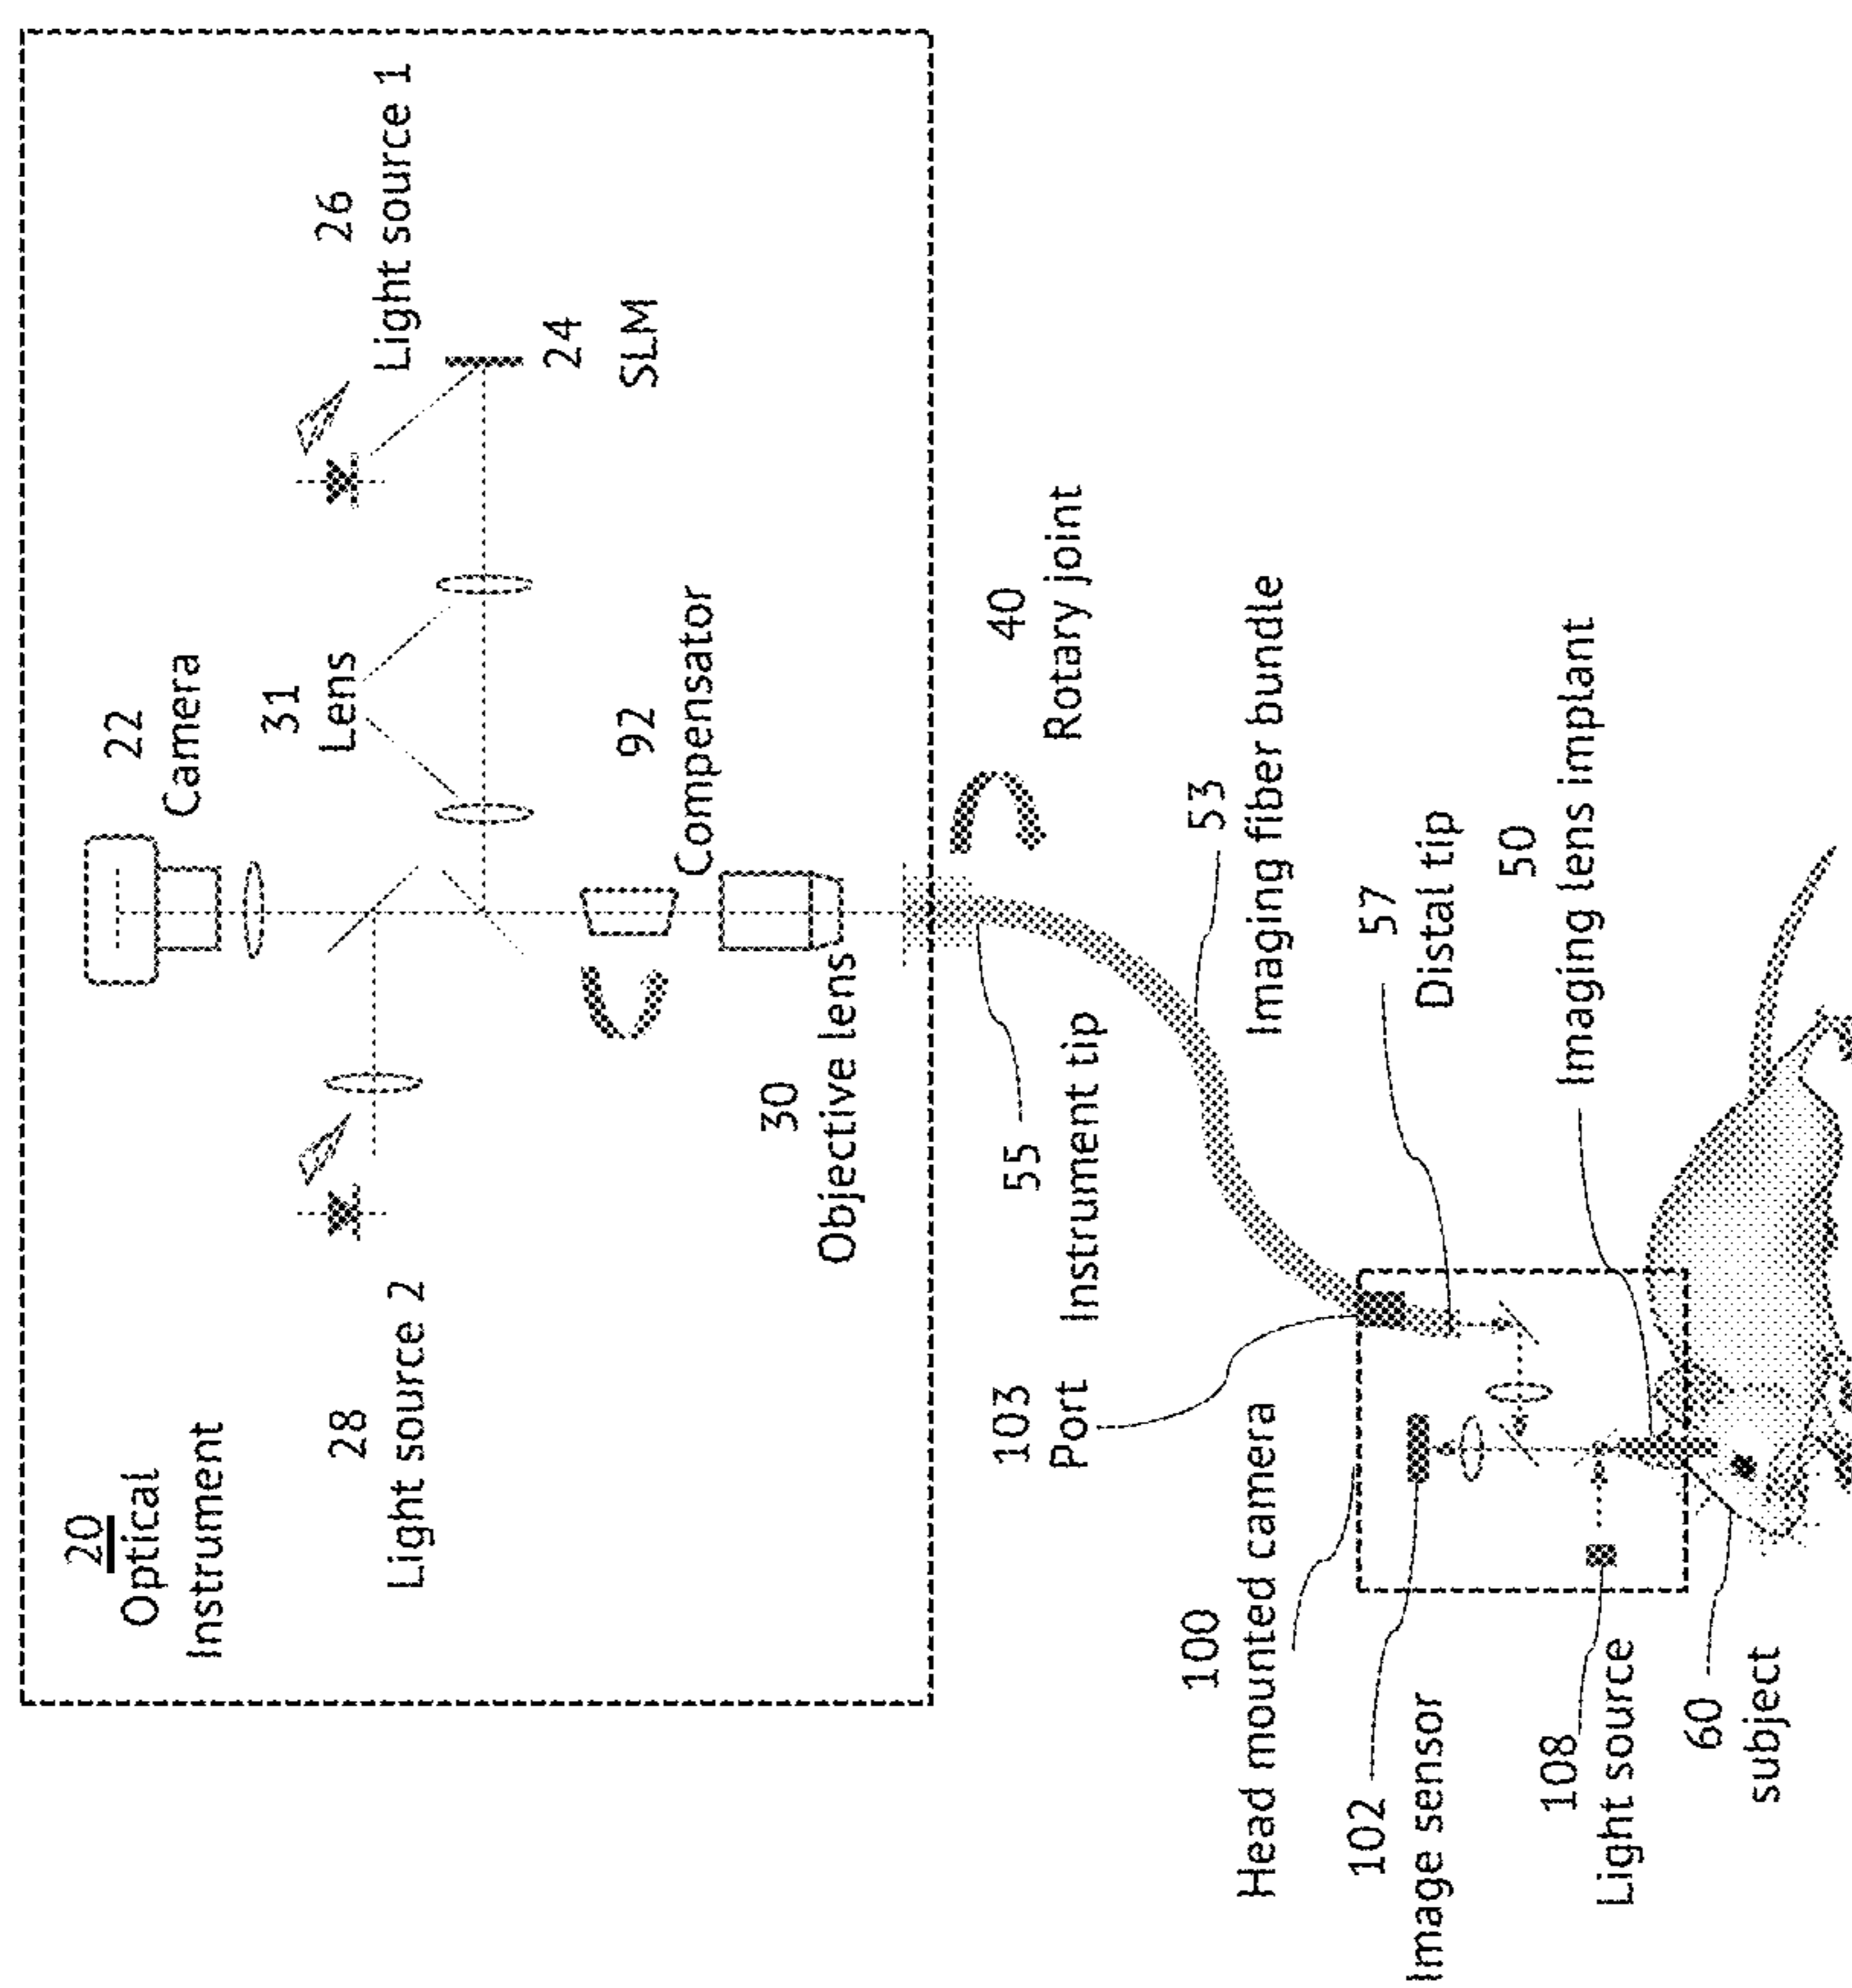 20
Optical
Instrument
22
Camera
26
Light source 1
28
Light source 2
31
Lens
24
SLM
92
Compensator
30
Objective lens
40
Rotary joint
55
Instrument tip
53
Imaging fiber bundle
103
Port
57
Distal tip
100
Head mounted camera
50
Imaging lens implant
102
Image sensor
108
Light source
60
subject